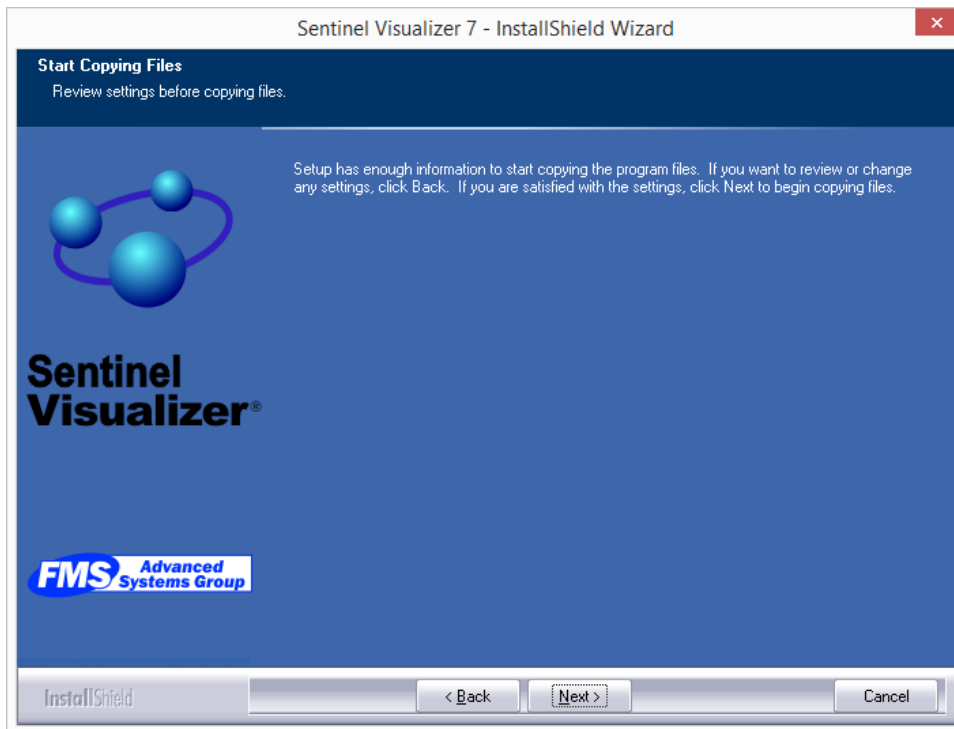 Sentinel Visualizer 7 - InstallShield Wizard
Start Copying Files
Review settings before copying files.
Setup has enough information to start copying the program files.  If you want to review or change
any settings, click Back.  If you are satisfied with the settings, click Next to begin copying files.
Sentinel
Visualizer®
FMS Advanced
Systems Group
InstallShield
< Back
Next >
Cancel